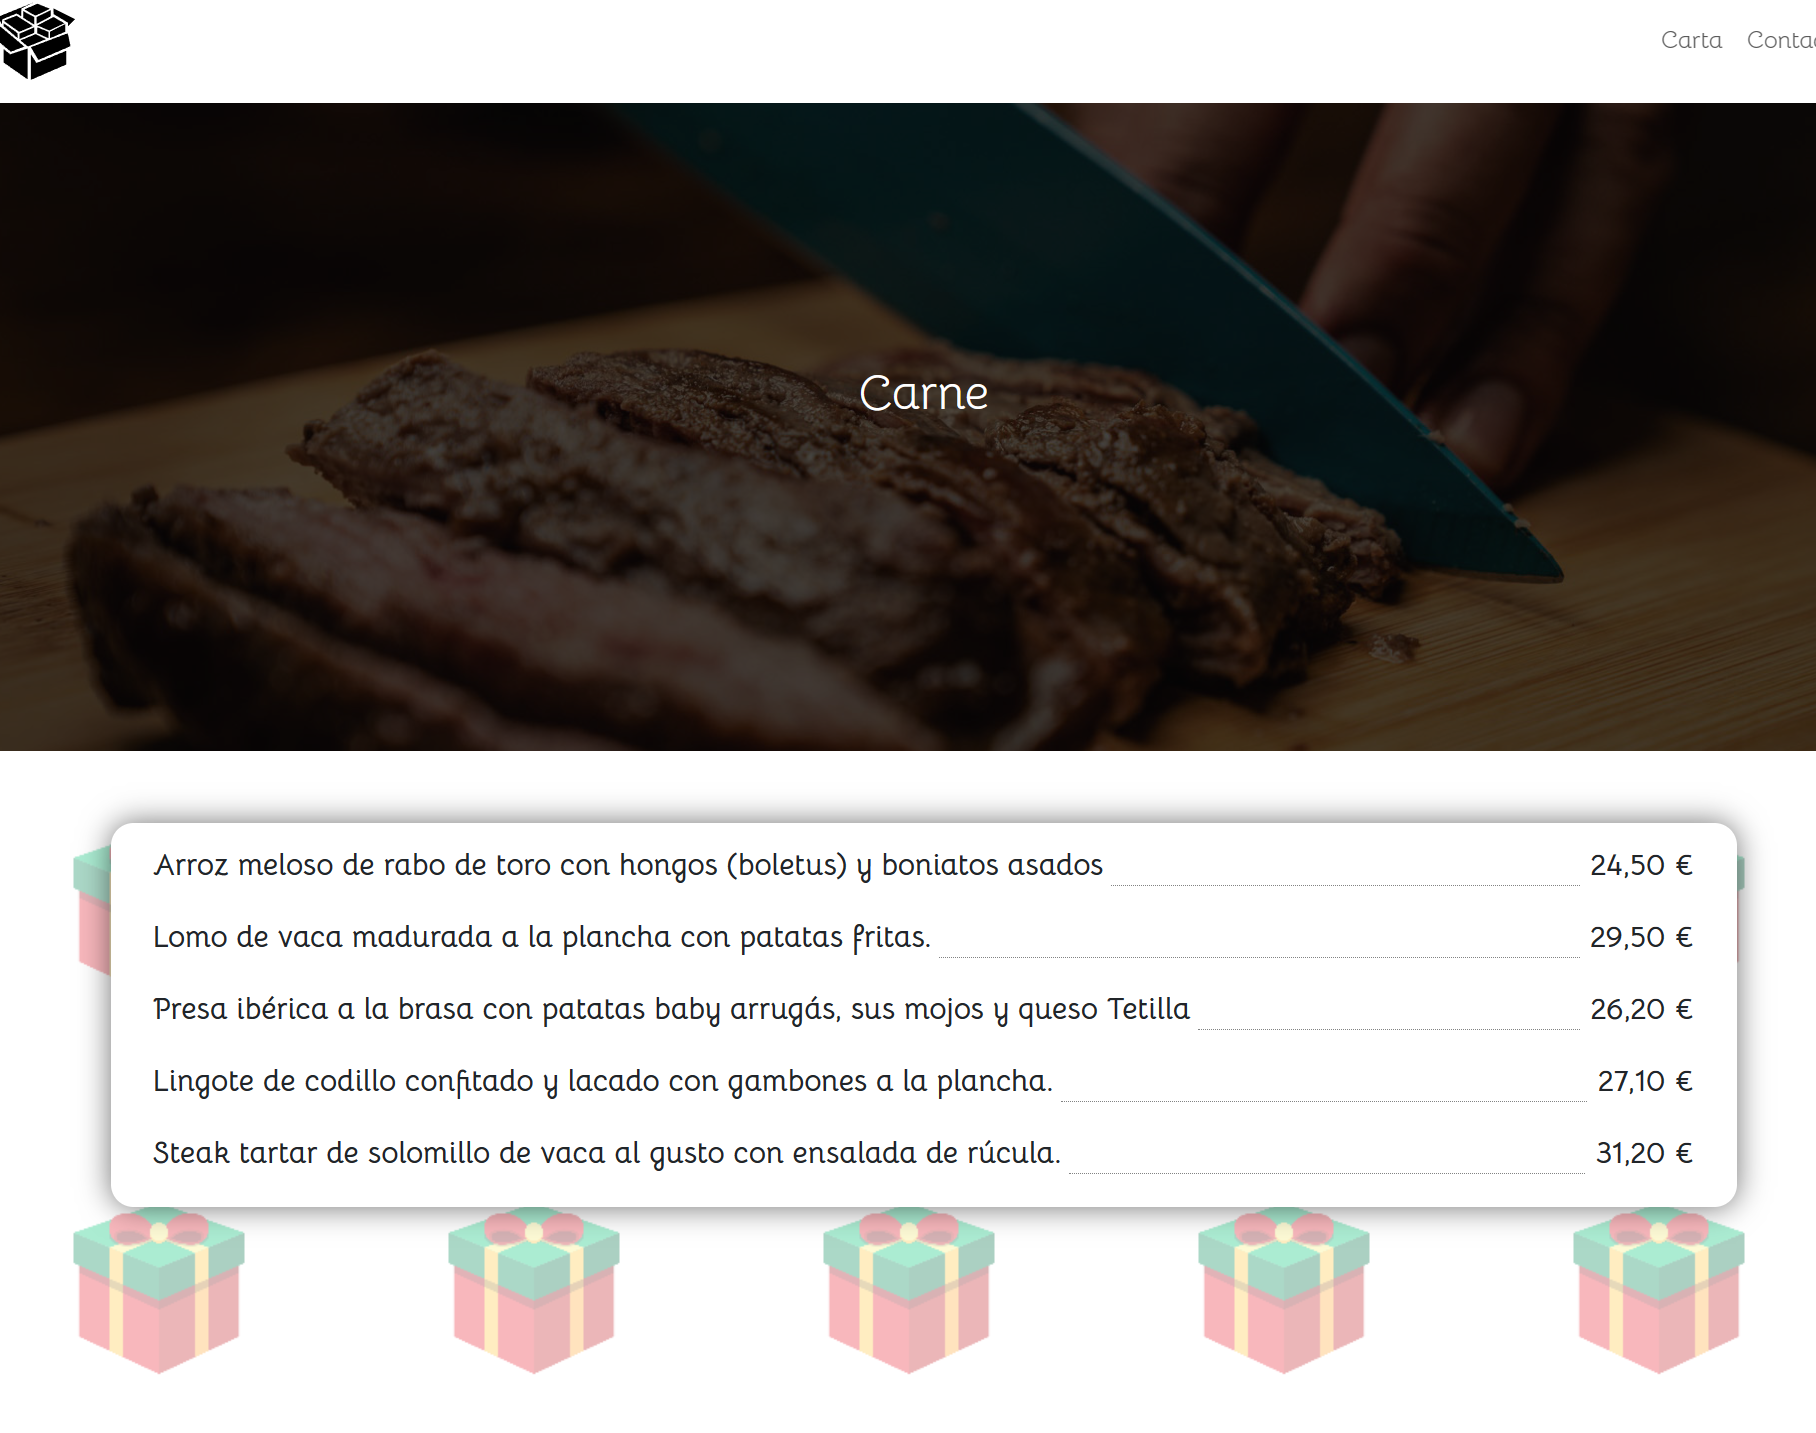 Carta Conta
Carne
Arroz meloso de rabo de toro con hongos (boletus) y boniatos asados 24,50 €
Lomo de vaca madurada a la plancha con patatas fritas. 29,50 €
Presa ibérica a la brasa con patatas baby arrugás, sus mojos y queso Tetilla 26,20 €
Lingote de codillo confitado y lacado con gambones a la plancha. 27,10 €
Steak tartar de solomillo de vaca al gusto con ensalada de rúcula. 31,20 €